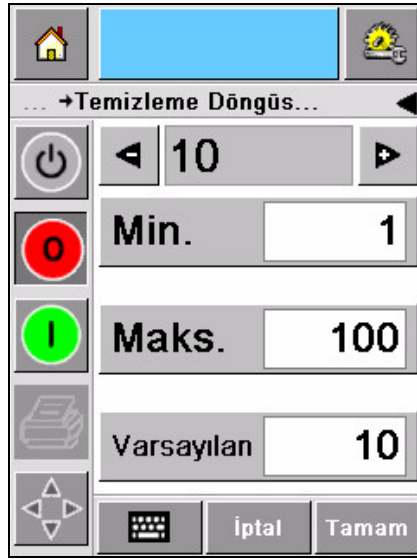 ... →Temizleme Döngüs...
10
Min. 1
Maks. 100
Varsayılan 10
İptal Tamam